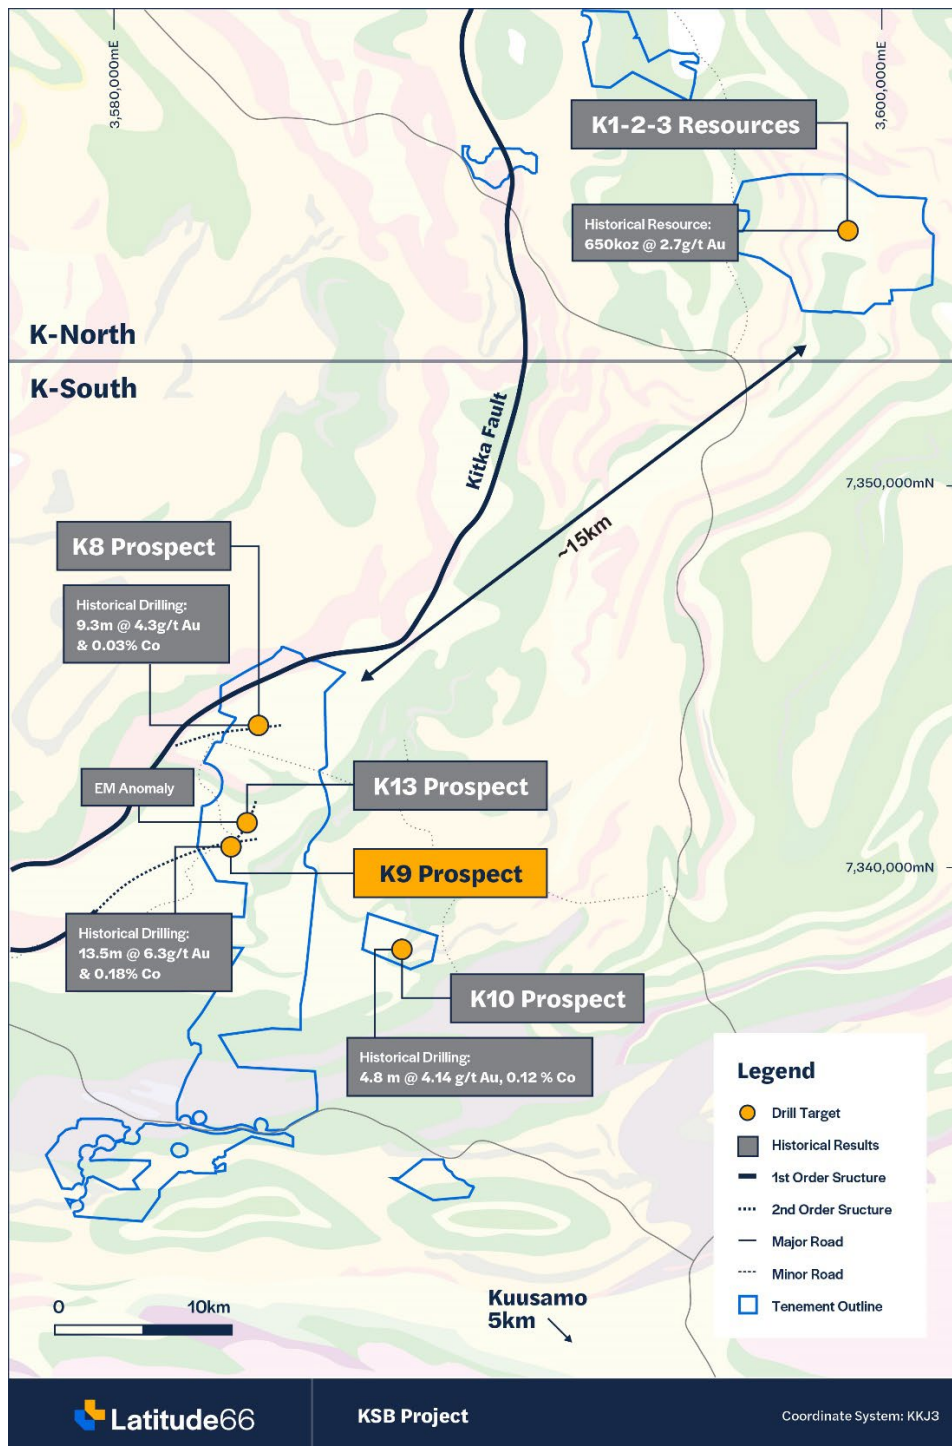 3,580,000mE
3,600,000mE
K1-2-3 Resources
Historical Resource:
650koz @ 2.7g/t Au
K-North
K-South
Kitka Fault
~15km
7,350,000mN
K8 Prospect
Historical Drilling:
9.3m @ 4.3g/t Au
& 0.03% Co
EM Anomaly
K13 Prospect
K9 Prospect
7,340,000mN
Historical Drilling:
13.5m @ 6.3g/t Au
& 0.18% Co
K10 Prospect
Historical Drilling:
4.8 m @ 4.14 g/t Au, 0.12 % Co
Legend
Drill Target
Historical Results
1st Order Sructure
2nd Order Sructure
Major Road
Minor Road
Tenement Outline
0 10km
Kuusamo
5km
Latitude66
KSB Project
Coordinate System: KKJ3